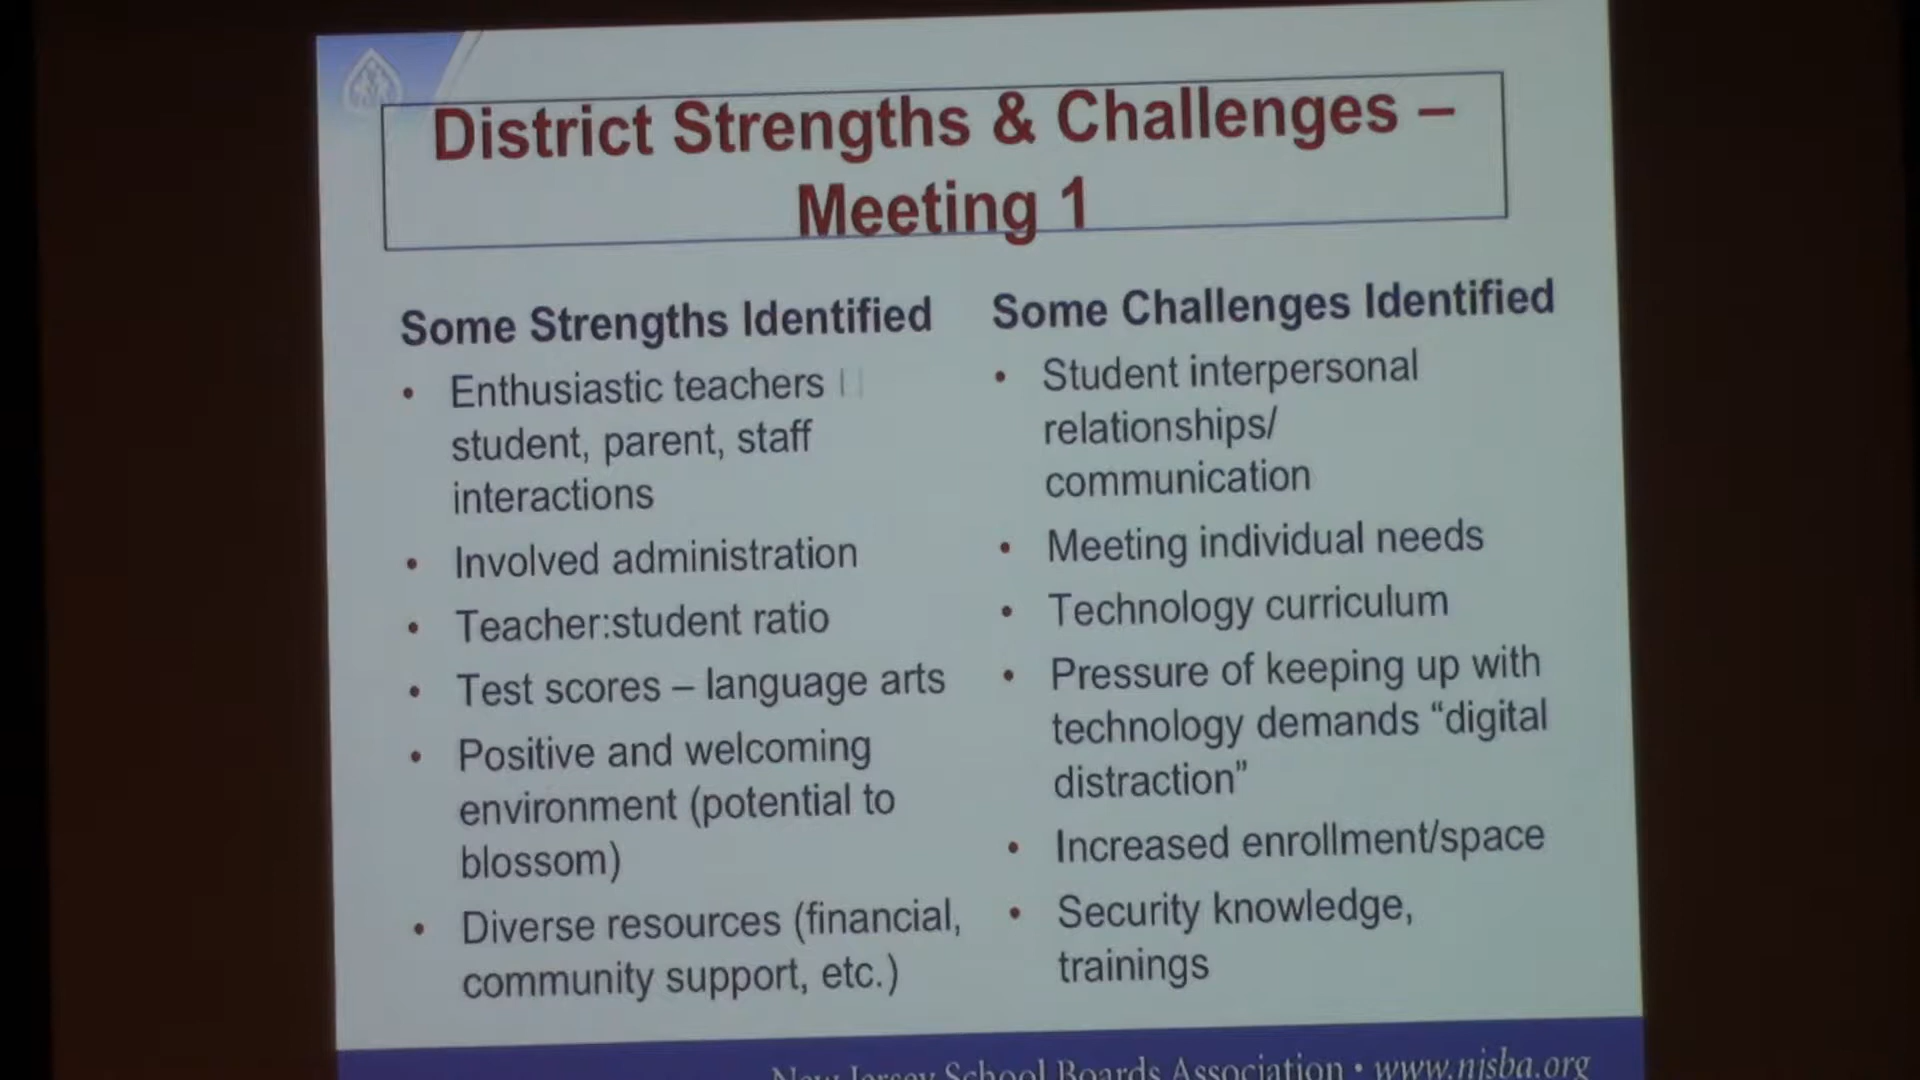 District Strengths & Challenges –
Meeting 1
Some Strengths Identified
• Enthusiastic teachers
student, parent, staff
interactions
• Involved administration
• Teacher:student ratio
• Test scores – language arts
• Positive and welcoming
environment (potential to
blossom)
• Diverse resources (financial,
community support, etc.)
Some Challenges Identified
• Student interpersonal
relationships/
communication
• Meeting individual needs
• Technology curriculum
• Pressure of keeping up with
technology demands “digital
distraction”
• Increased enrollment/space
• Security knowledge,
trainings
New Jersey School Boards Association • www.njsba.org